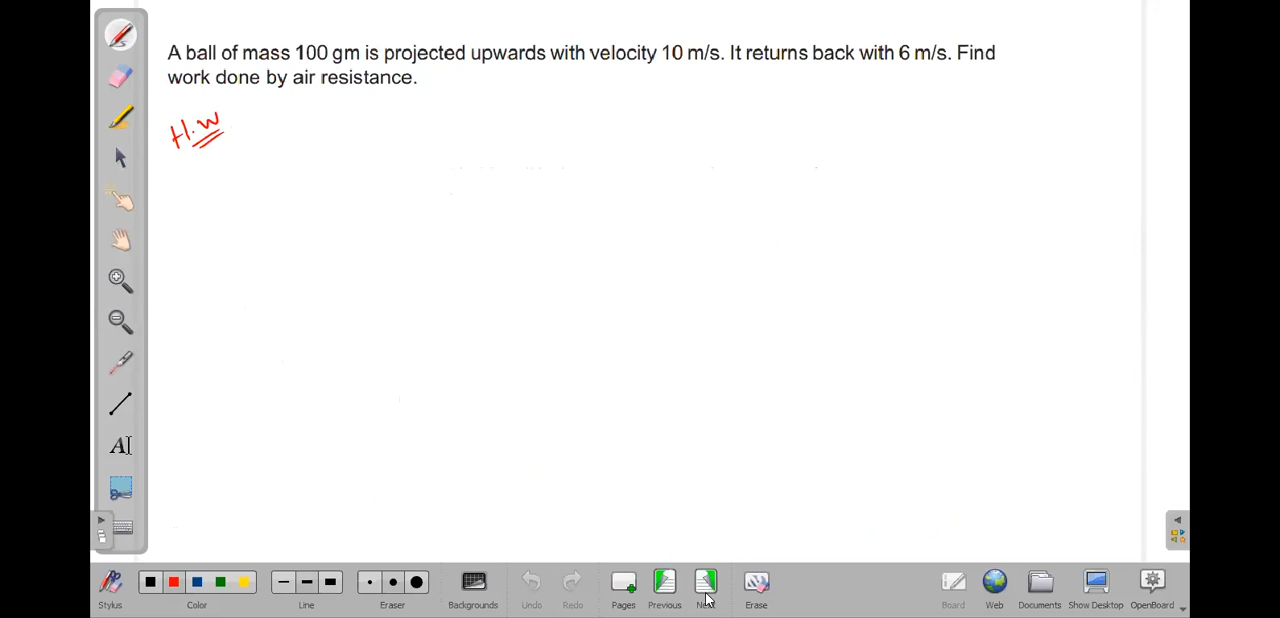 A ball of mass 100 gm is projected upwards with velocity 10 m/s. It returns back with 6 m/s. Find
work done by air resistance.
H.W
A
Stylus
Color
Line
Eraser
Backgrounds
Undo
Redo
Pages
Previous
Next
Erase
Board
Web
Documents
Show Desktop
OpenBoard